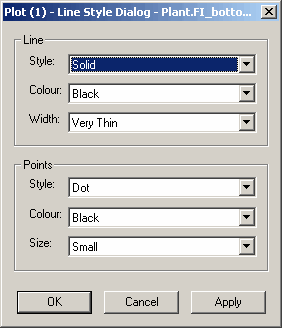 Plot (1) - Line Style Dialog - Plant.FI_botto...
Line
Style: Solid
Colour: Black
Width: Very Thin
Points
Style: Dot
Colour: Black
Size: Small
OK Cancel Apply